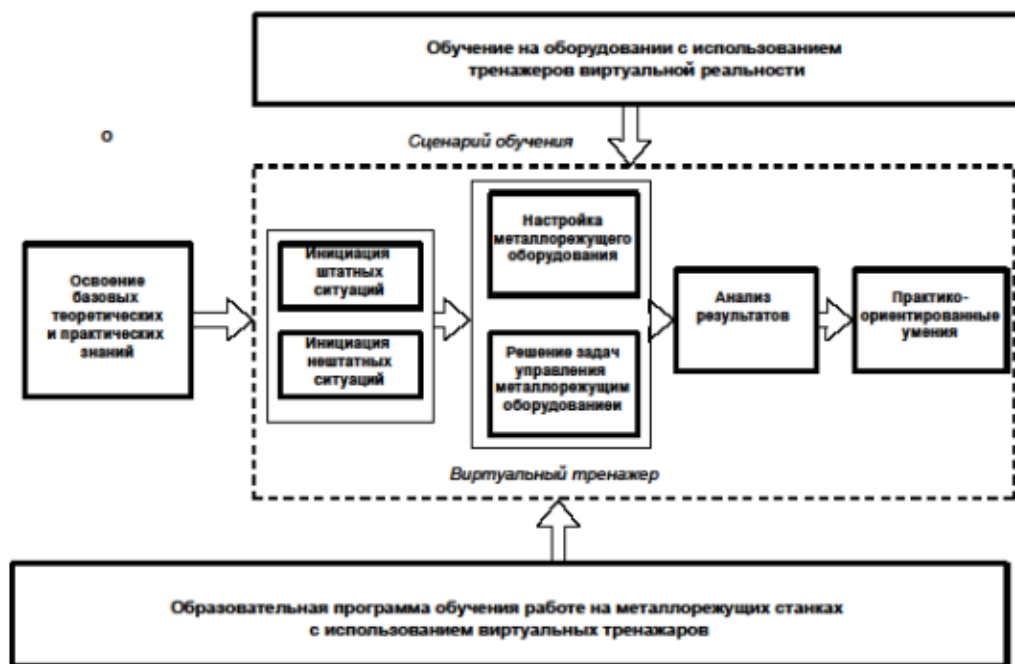 Обучение на оборудовании с использованием
тренажеров виртуальной реальности
о
Сценарий обучения
Освоение
базовых
теоретических
и практических
знаний
Инициация
штатных
ситуаций
Инициация
нештатных
ситуаций
Настройка
металлорежущего
оборудования
Решение задач
управления
металлорежущим
оборудованием
Анализ
результатов
Практико-
ориентированные
умения
Виртуальный тренажер
Образовательная программа обучения работе на металлорежущих станках
с использованием виртуальных тренажаров